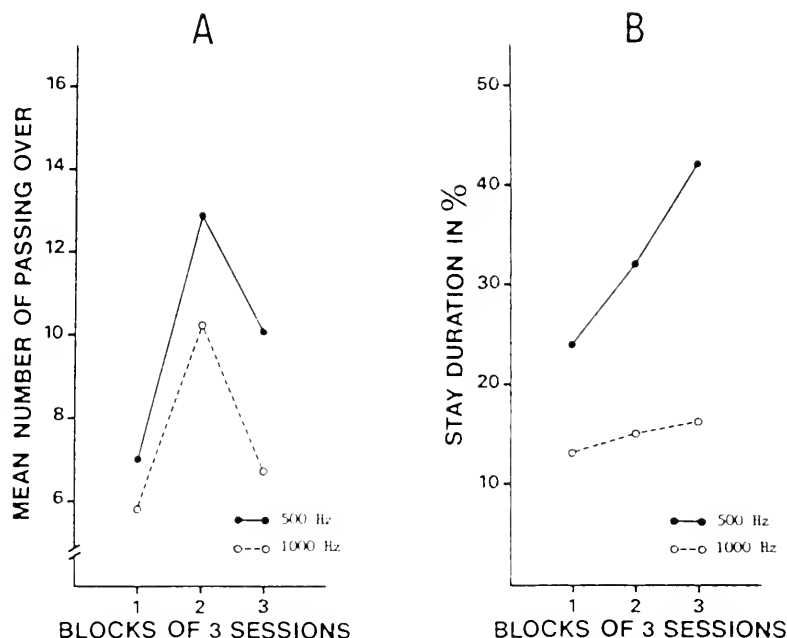 A
MEAN NUMBER OF PASSING OVER
16
14
12
10
8
6
1 2 3
BLOCKS OF 3 SESSIONS
500 Hz
1000 Hz
B
STAY DURATION IN %
50
40
30
20
10
1 2 3
BLOCKS OF 3 SESSIONS
500 Hz
1000 Hz